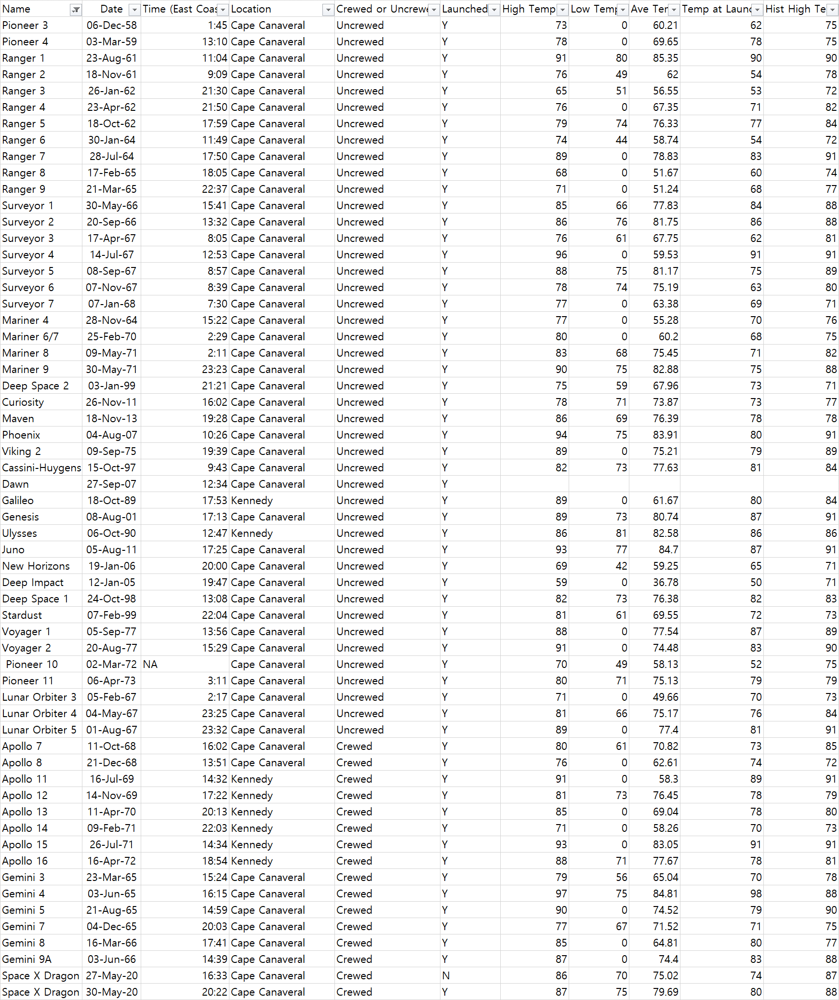 Name Date Time (East Coas Location Crewed or Uncrewe Launched High Temp Low Temp Ave Ter Temp at Launc Hist High Te
Pioneer 3 06-Dec-58 1:45 Cape Canaveral Uncrewed Y 73 0 60.21 62 75
Pioneer 4 03-Mar-59 13:10 Cape Canaveral Uncrewed Y 78 0 69.65 78 75
Ranger 1 23-Aug-61 11:04 Cape Canaveral Uncrewed Y 91 80 85.35 90 90
Ranger 2 18-Nov-61 9:09 Cape Canaveral Uncrewed Y 76 49 62 54 78
Ranger 3 26-Jan-62 21:30 Cape Canaveral Uncrewed Y 65 51 56.55 53 72
Ranger 4 23-Apr-62 21:50 Cape Canaveral Uncrewed Y 76 0 67.35 71 82
Ranger 5 18-Oct-62 17:59 Cape Canaveral Uncrewed Y 79 74 76.33 77 84
Ranger 6 30-Jan-64 11:49 Cape Canaveral Uncrewed Y 74 44 58.74 54 72
Ranger 7 28-Jul-64 17:50 Cape Canaveral Uncrewed Y 89 0 78.83 83 91
Ranger 8 17-Feb-65 18:05 Cape Canaveral Uncrewed Y 68 0 51.67 60 74
Ranger 9 21-Mar-65 22:37 Cape Canaveral Uncrewed Y 71 0 51.24 68 77
Surveyor 1 30-May-66 15:41 Cape Canaveral Uncrewed Y 85 66 77.83 84 88
Surveyor 2 20-Sep-66 13:32 Cape Canaveral Uncrewed Y 86 76 81.75 86 88
Surveyor 3 17-Apr-67 8:05 Cape Canaveral Uncrewed Y 76 61 67.75 62 81
Surveyor 4 14-Jul-67 12:53 Cape Canaveral Uncrewed Y 96 0 59.53 91 91
Surveyor 5 08-Sep-67 8:57 Cape Canaveral Uncrewed Y 88 75 81.17 75 89
Surveyor 6 07-Nov-67 8:39 Cape Canaveral Uncrewed Y 78 74 75.19 63 80
Surveyor 7 07-Jan-68 7:30 Cape Canaveral Uncrewed Y 77 0 63.38 69 71
Mariner 4 28-Nov-64 15:22 Cape Canaveral Uncrewed Y 77 0 55.28 70 76
Mariner 6/7 25-Feb-70 2:29 Cape Canaveral Uncrewed Y 80 0 60.2 68 75
Mariner 8 09-May-71 2:11 Cape Canaveral Uncrewed Y 83 68 75.45 71 82
Mariner 9 30-May-71 23:23 Cape Canaveral Uncrewed Y 90 75 82.88 75 88
Deep Space 2 03-Jan-99 21:21 Cape Canaveral Uncrewed Y 75 59 67.96 73 71
Curiosity 26-Nov-11 16:02 Cape Canaveral Uncrewed Y 78 71 73.87 73 77
Maven 18-Nov-13 19:28 Cape Canaveral Uncrewed Y 86 69 76.39 78 78
Phoenix 04-Aug-07 10:26 Cape Canaveral Uncrewed Y 94 75 83.91 80 91
Viking 2 09-Sep-75 19:39 Cape Canaveral Uncrewed Y 89 0 75.21 79 89
Cassini-Huygens 15-Oct-97 9:43 Cape Canaveral Uncrewed Y 82 73 77.63 81 84
Dawn 27-Sep-07 12:34 Cape Canaveral Uncrewed Y
Galileo 18-Oct-89 17:53 Kennedy Uncrewed Y 89 0 61.67 80 84
Genesis 08-Aug-01 17:13 Cape Canaveral Uncrewed Y 89 73 80.74 87 91
Ulysses 06-Oct-90 12:47 Kennedy Uncrewed Y 86 81 82.58 86 86
Juno 05-Aug-11 17:25 Cape Canaveral Uncrewed Y 93 77 84.7 87 91
New Horizons 19-Jan-06 20:00 Cape Canaveral Uncrewed Y 69 42 59.25 65 71
Deep Impact 12-Jan-05 19:47 Cape Canaveral Uncrewed Y 59 0 36.78 50 71
Deep Space 1 24-Oct-98 13:08 Cape Canaveral Uncrewed Y 82 73 76.38 82 83
Stardust 07-Feb-99 22:04 Cape Canaveral Uncrewed Y 81 61 69.55 72 73
Voyager 1 05-Sep-77 13:56 Cape Canaveral Uncrewed Y 88 0 77.54 87 89
Voyager 2 20-Aug-77 15:29 Cape Canaveral Uncrewed Y 91 0 74.48 83 90
Pioneer 10 02-Mar-72 NA Cape Canaveral Uncrewed Y 70 49 58.13 52 75
Pioneer 11 06-Apr-73 3:11 Cape Canaveral Uncrewed Y 80 71 75.13 79 79
Lunar Orbiter 3 05-Feb-67 2:17 Cape Canaveral Uncrewed Y 71 0 49.66 70 73
Lunar Orbiter 4 04-May-67 23:25 Cape Canaveral Uncrewed Y 81 66 75.17 76 84
Lunar Orbiter 5 01-Aug-67 23:32 Cape Canaveral Uncrewed Y 89 0 77.4 81 91
Apollo 7 11-Oct-68 16:02 Cape Canaveral Crewed Y 80 61 70.82 73 85
Apollo 8 21-Dec-68 13:51 Cape Canaveral Crewed Y 76 0 62.61 74 72
Apollo 11 16-Jul-69 14:32 Kennedy Crewed Y 91 0 58.3 89 91
Apollo 12 14-Nov-69 17:22 Kennedy Crewed Y 81 73 76.45 78 79
Apollo 13 11-Apr-70 20:13 Kennedy Crewed Y 85 0 69.04 78 80
Apollo 14 09-Feb-71 22:03 Kennedy Crewed Y 71 0 58.26 70 73
Apollo 15 26-Jul-71 14:34 Kennedy Crewed Y 93 0 83.05 91 91
Apollo 16 16-Apr-72 18:54 Kennedy Crewed Y 88 71 77.67 78 81
Gemini 3 23-Mar-65 15:24 Cape Canaveral Crewed Y 79 56 65.04 70 78
Gemini 4 03-Jun-65 16:15 Cape Canaveral Crewed Y 97 75 84.81 98 88
Gemini 5 21-Aug-65 14:59 Cape Canaveral Crewed Y 90 0 74.52 79 90
Gemini 7 04-Dec-65 20:03 Cape Canaveral Crewed Y 77 67 71.52 71 75
Gemini 8 16-Mar-66 17:41 Cape Canaveral Crewed Y 85 0 64.81 80 77
Gemini 9A 03-Jun-66 14:39 Cape Canaveral Crewed Y 87 0 74.4 83 88
Space X Dragon 27-May-20 16:33 Cape Canaveral Crewed N 86 70 75.02 74 87
Space X Dragon 30-May-20 20:22 Cape Canaveral Crewed Y 87 75 79.69 80 88